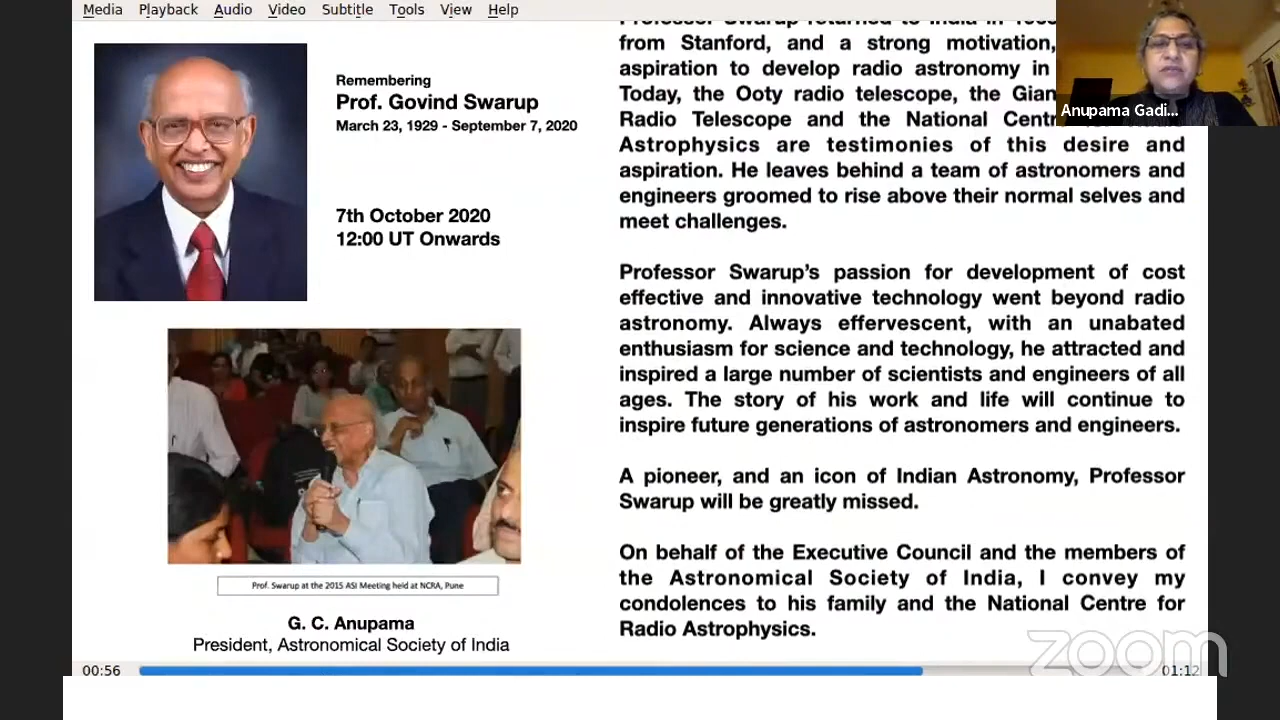 Media Playback Audio Video Subtitle Tools View Help
Remembering
Prof. Govind Swarup
March 23, 1929 - September 7, 2020
7th October 2020
12:00 UT Onwards
Prof. Swarup at the 2015 ASI Meeting held at NCRA, Pune
G. C. Anupama
President, Astronomical Society of India
Professor Swarup returned to India in
from Stanford, and a strong motivation,
aspiration to develop radio astronomy in
Today, the Ooty radio telescope, the
Radio Telescope and the National
Astrophysics are testimonies of this desire and
aspiration. He leaves behind a team of astronomers and
engineers groomed to rise above their normal selves and
meet challenges.
Professor Swarup's passion for development of cost
effective and innovative technology went beyond radio
astronomy. Always effervescent, with an unabated
enthusiasm for science and technology, he attracted and
inspired a large number of scientists and engineers of all
ages. The story of his work and life will continue to
inspire future generations of astronomers and engineers.
A pioneer, and an icon of Indian Astronomy, Professor
Swarup will be greatly missed.
On behalf of the Executive Council and the members of
the Astronomical Society of India, I convey my
condolences to his family and the National Centre for
Radio Astrophysics.
Anupama Gadi...
00:56
01:12
zoom